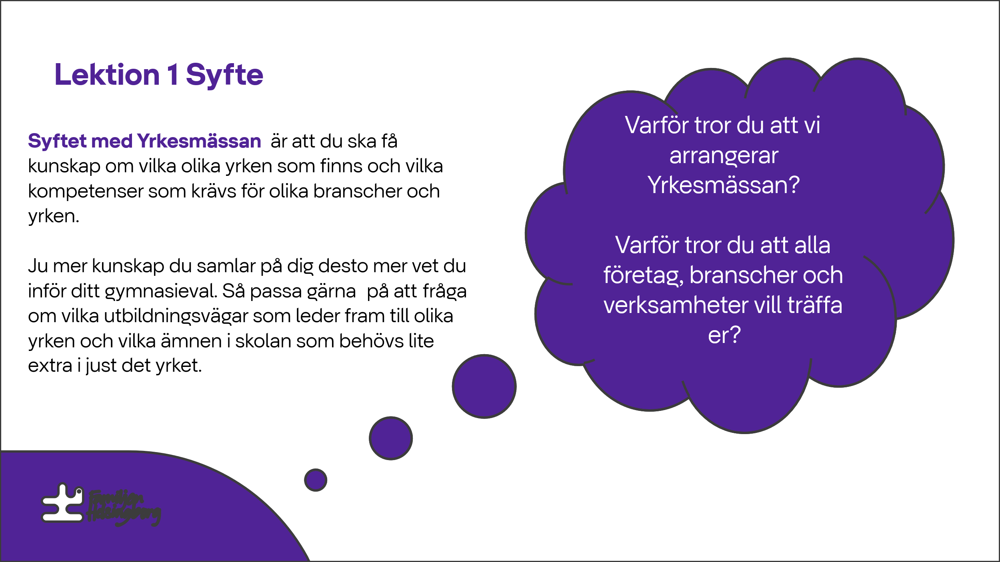 Lektion 1 Syfte
Syftet med Yrkesmässan är att du ska få
kunskap om vilka olika yrken som finns och vilka
kompetenser som krävs för olika branscher och
yrken.
Ju mer kunskap du samlar på dig desto mer vet du
inför ditt gymnasieval. Så passa gärna på att fråga
om vilka utbildningsvägar som leder fram till olika
yrken och vilka ämnen i skolan som behövs lite
extra i just det yrket.
Varför tror du att vi
arrangerar
Yrkesmässan?
Varför tror du att alla
företag, branscher och
verksamheter vill träffa
er?
Familjen
Helsingborg